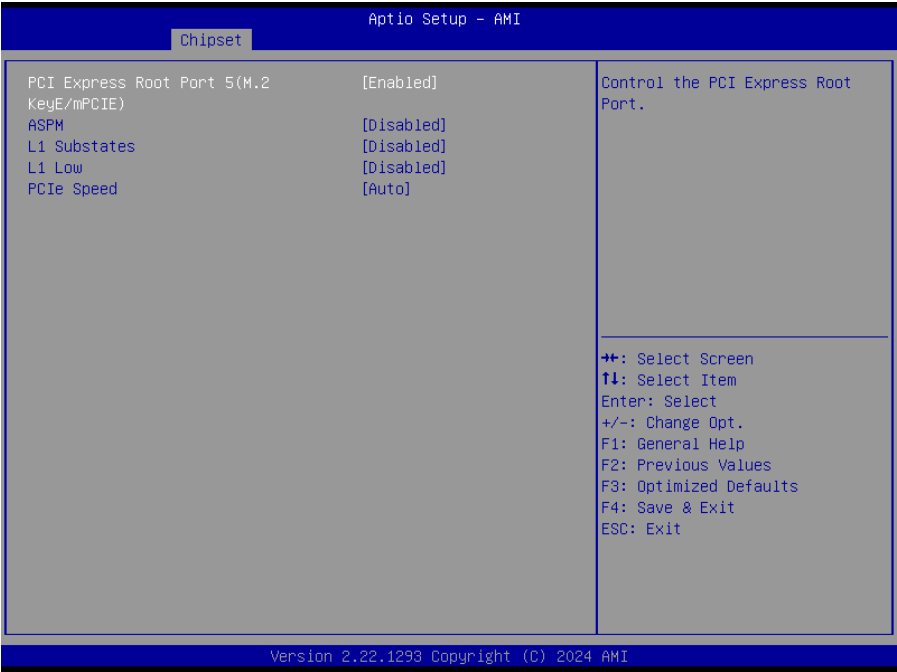 Aptio Setup – AMI
Chipset
PCI Express Root Port 5(M.2 [Enabled]
KeyE/mPCIE)
ASPM [Disabled]
L1 Substates [Disabled]
L1 Low [Disabled]
PCIe Speed [Auto]
Control the PCI Express Root
Port.
→←: Select Screen
↑↓: Select Item
Enter: Select
+/-: Change Opt.
F1: General Help
F2: Previous Values
F3: Optimized Defaults
F4: Save & Exit
ESC: Exit
Version 2.22.1293 Copyright (C) 2024 AMI